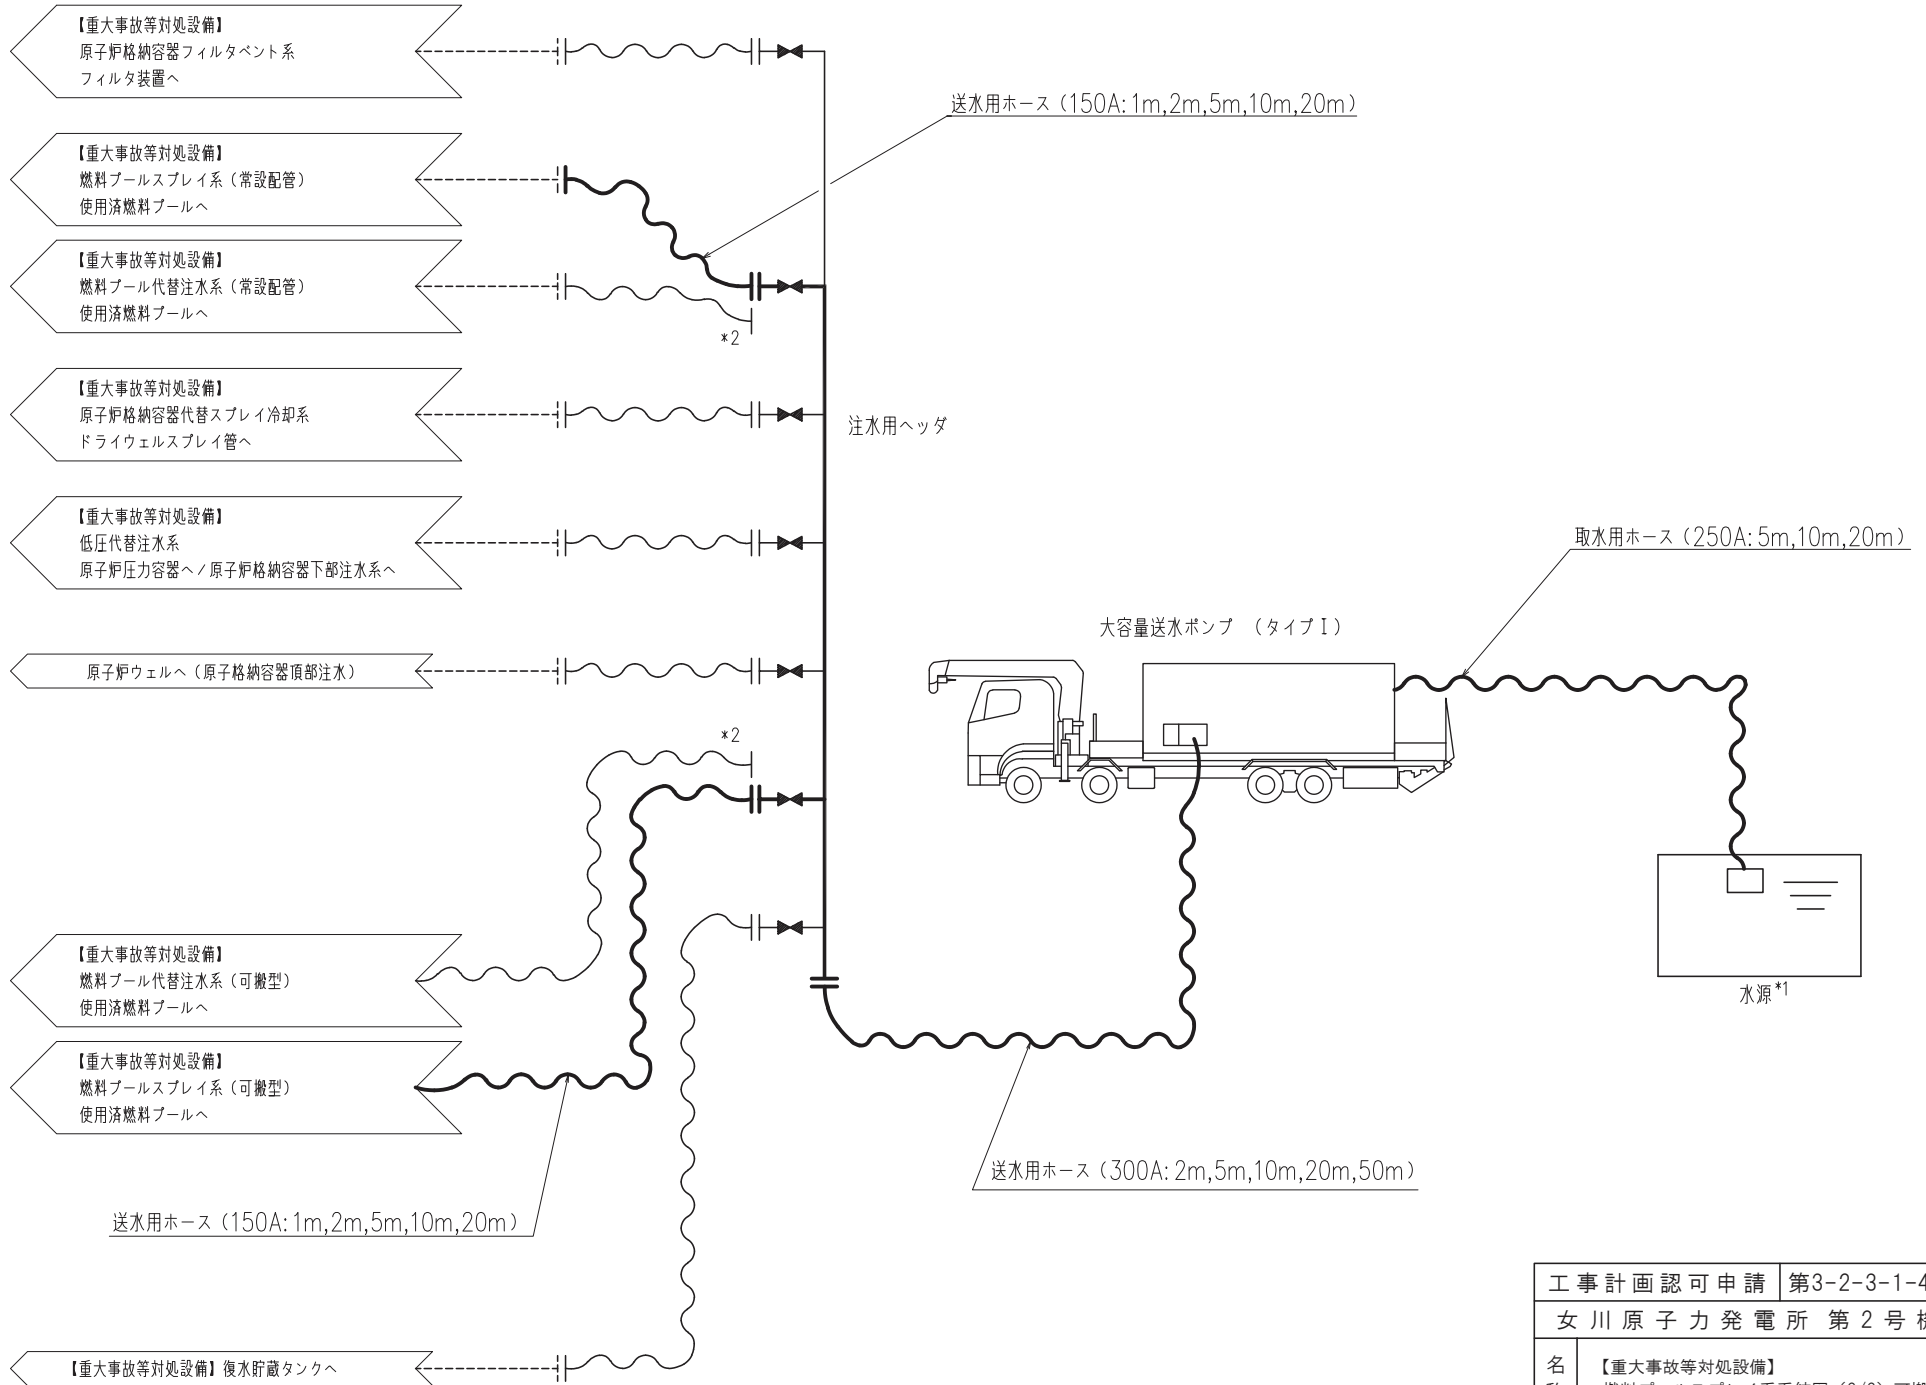 【重大事故等対処設備】
原子炉格納容器フィルタベント系
フィルタ装置へ
送水用ホース（150A:1m,2m,5m,10m,20m）
【重大事故等対処設備】
燃料プールスプレイ系（常設配管）
使用済燃料プールへ
【重大事故等対処設備】
燃料プール代替注水系（常設配管）
使用済燃料プールへ
*2
【重大事故等対処設備】
原子炉格納容器代替スプレイ冷却系
ドライウェルスプレイ管へ
注水用ヘッダ
【重大事故等対処設備】
低圧代替注水系
原子炉圧力容器へ／原子炉格納容器下部注水系へ
取水用ホース（250A:5m,10m,20m）
大容量送水ポンプ （タイプⅠ）
原子炉ウェルへ（原子格納容器頂部注水）
*2
【重大事故等対処設備】
燃料プール代替注水系（可搬型）
使用済燃料プールへ
水源*1
【重大事故等対処設備】
燃料プールスプレイ系（可搬型）
使用済燃料プールへ
送水用ホース（300A:2m,5m,10m,20m,50m）
送水用ホース（150A:1m,2m,5m,10m,20m）
【重大事故等対処設備】復水貯蔵タンクへ
工事計画認可申請 第3-2-3-1-4
女川原子力発電所 第2号
名
【重大事故等対処設備】